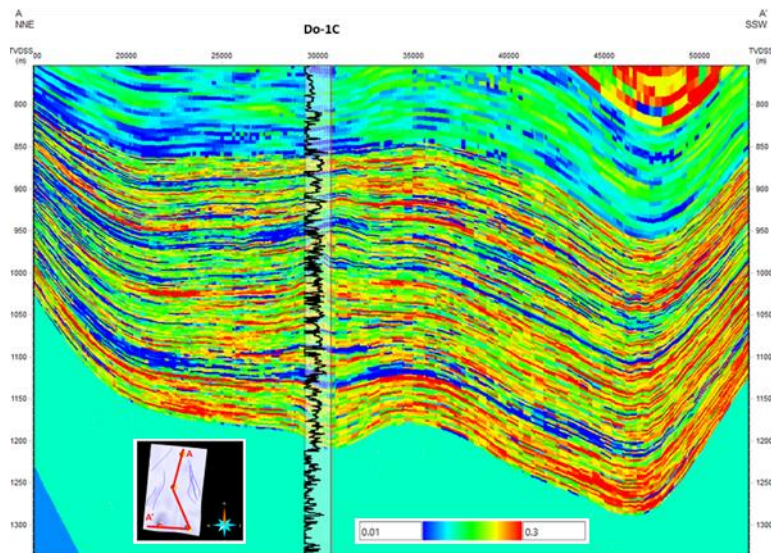 A
NNE
Do-1C
A'
SSW
TVDSS
(m)
00 20000 25000 30000 35000 40000 45000 50000
TVDSS
(m)
800 800
850 850
900 900
950 950
1000 1000
1050 1050
1100 1100
1150 1150
1200 1200
1250 1250
1300 1300
A
A'
0.01 0.3